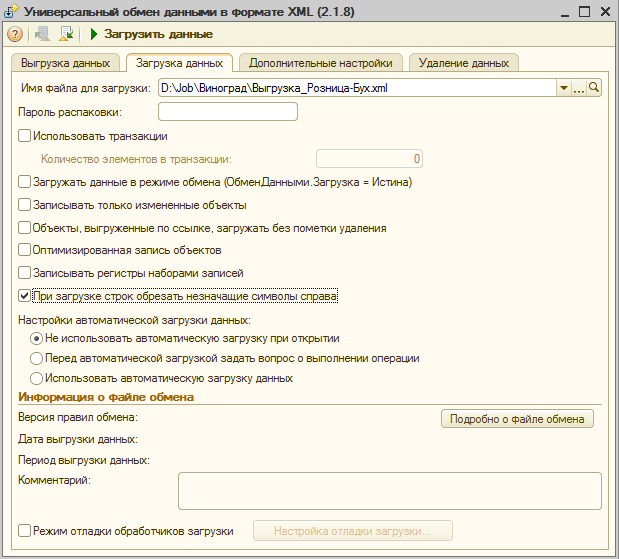 Универсальный обмен данными в формате XML (2.1.8)
Загрузить данные
Выгрузка данных Загрузка данных Дополнительные настройки Удаление данных
Имя файла для загрузки: D:\Job\Виноград\Выгрузка_Розница-Бух.xml
Пароль распаковки:
Использовать транзакции
Количество элементов в транзакции: 0
Загружать данные в режиме обмена (ОбменДанными.Загрузка = Истина)
Записывать только измененные объекты
Объекты, выгруженные по ссылке, загружать без пометки удаления
Оптимизированная запись объектов
Записывать регистры наборами записей
При загрузке строк обрезать незначащие символы справа
Настройки автоматической загрузки данных:
Не использовать автоматическую загрузку при открытии
Перед автоматической загрузкой задать вопрос о выполнении операции
Использовать автоматическую загрузку данных
Информация о файле обмена
Версия правил обмена: Подробно о файле обмена
Дата выгрузки данных:
Период выгрузки данных:
Комментарий:
Режим отладки обработчиков загрузки Настройка отладки загрузки...